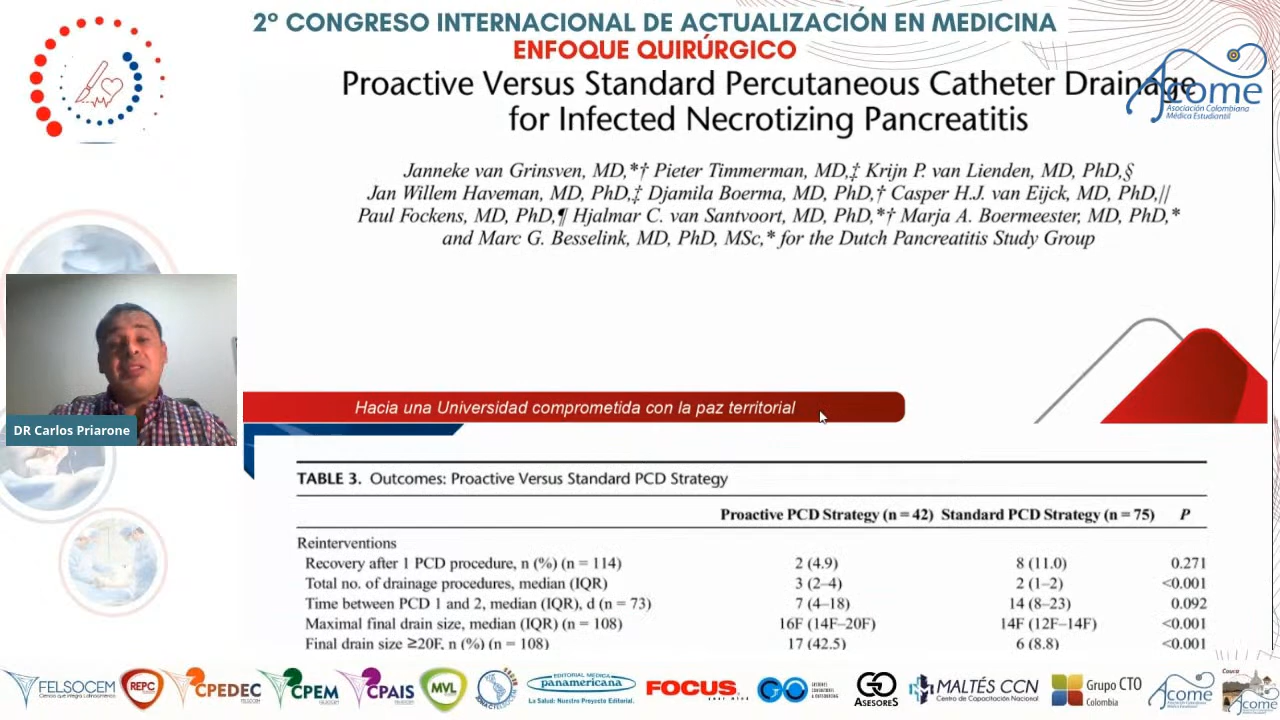 2° CONGRESO INTERNACIONAL DE ACTUALIZACIÓN EN MEDICINA
ENFOQUE QUIRÚRGICO
Proactive Versus Standard Percutaneous Catheter Drainage
for Infected Necrotizing Pancreatitis
Acome
Asociación Colombiana
Médica Estudiantil
Janneke van Grinsven, MD,*† Pieter Timmerman, MD,‡ Krijn P. van Lienden, MD, PhD,§
Jan Willem Haveman, MD, PhD,‡ Djamila Boerma, MD, PhD,† Casper H.J. van Eijck, MD, PhD,||
Paul Fockens, MD, PhD,¶ Hjalmar C. van Santvoort, MD, PhD,*† Marja A. Boermeester, MD, PhD,*
and Marc G. Besselink, MD, PhD, MSc,* for the Dutch Pancreatitis Study Group
DR Carlos Priarone
Hacia una Universidad comprometida con la paz territorial
TABLE 3. Outcomes: Proactive Versus Standard PCD Strategy
Proactive PCD Strategy (n = 42) Standard PCD Strategy (n = 75) P
Reinterventions
Recovery after 1 PCD procedure, n (%) (n = 114) 2 (4.9) 8 (11.0) 0.271
Total no. of drainage procedures, median (IQR) 3 (2–4) 2 (1–2) <0.001
Time between PCD 1 and 2, median (IQR), d (n = 73) 7 (4–18) 14 (8–23) 0.092
Maximal final drain size, median (IQR) (n = 108) 16F (14F–20F) 14F (12F–14F) <0.001
Final drain size ≥20F, n (%) (n = 108) 17 (42.5) 6 (8.8) <0.001
FELSOCEM
REPC
CPEDEC
CPEM
CPAIS
MVL
EDITORIAL MEDICA
panamericana
La Salud: Nuestro Proyecto Editorial.
FOCUS
GO
GO
ASESORES
MALTÉS CCN
Centro de Capacitación Nacional
Grupo CTO
Colombia
Acome
Cauca
Acome